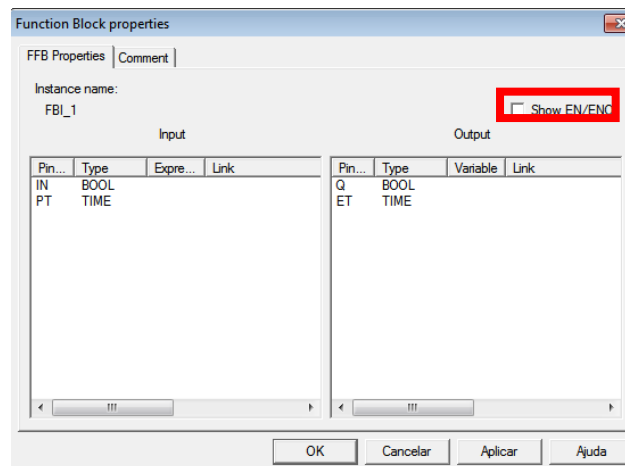 Function Block properties
FFB Properties Comment
Instance name:
FBI_1
Show EN/ENO
Input Output
Pin... Type Expre... Link Pin... Type Variable Link
IN BOOL Q BOOL
PT TIME ET TIME
OK Cancelar Aplicar Ajuda